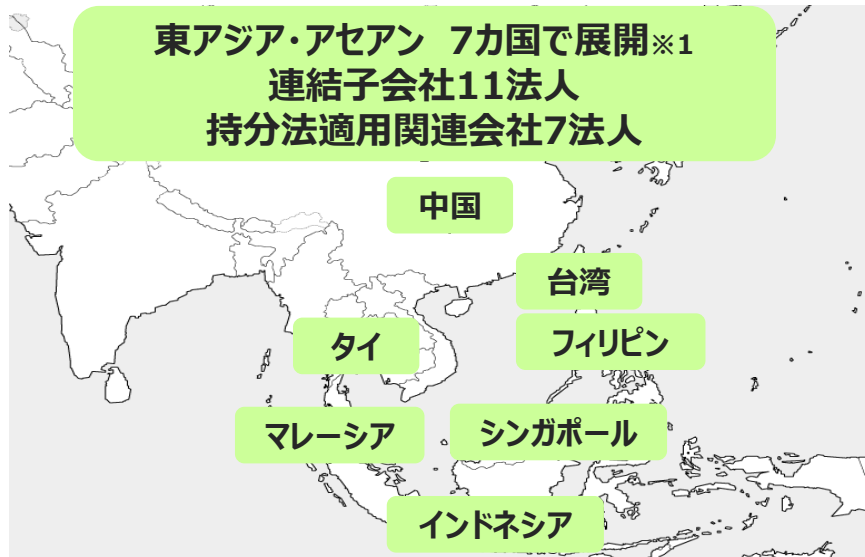 東アジア・アセアン 7カ国で展開※1
連結子会社11法人
持分法適用関連会社7法人
中国
台湾
タイ
フィリピン
マレーシア
シンガポール
インドネシア